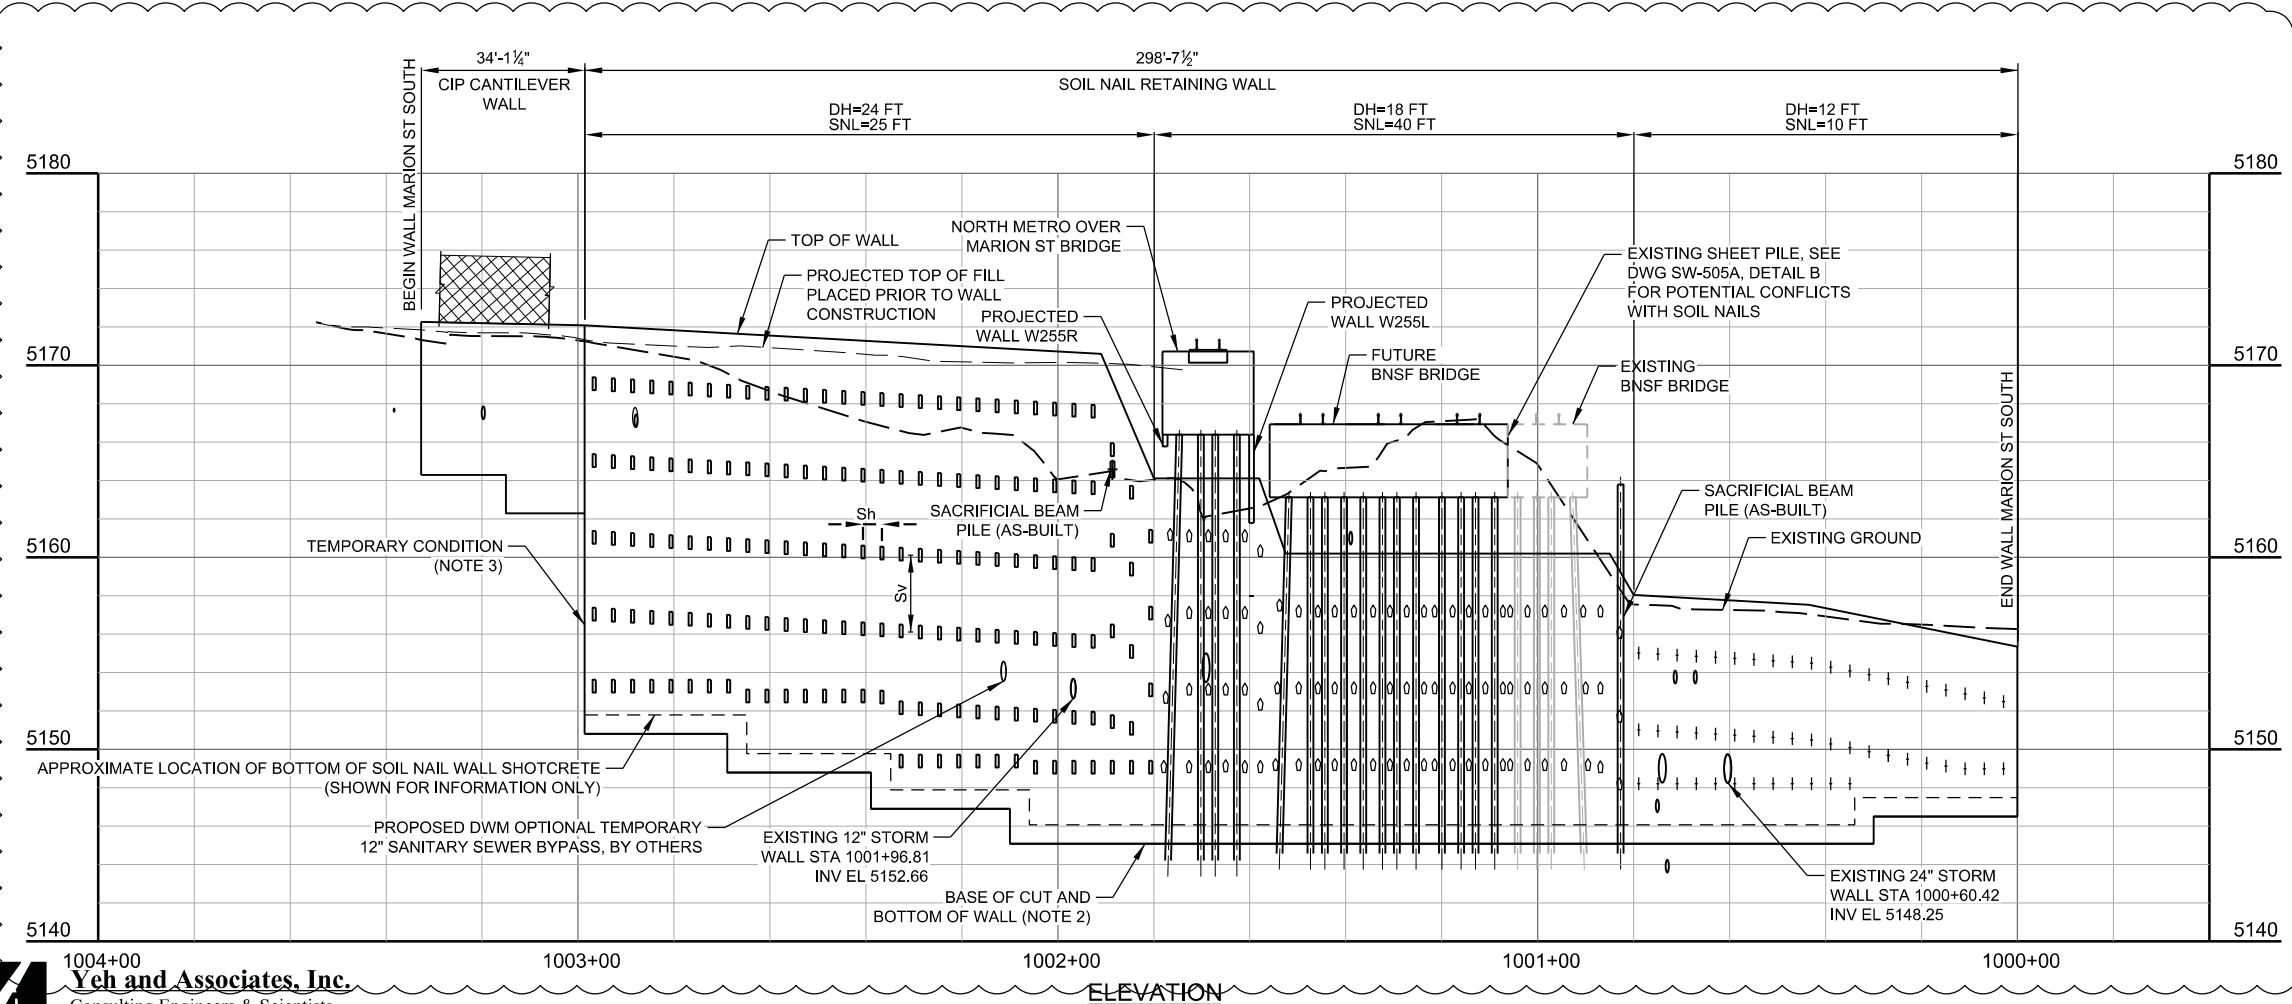 34'-1¼"
298'-7½"
CIP CANTILEVER
WALL
SOIL NAIL RETAINING WALL
DH=24 FT
SNL=25 FT
DH=18 FT
SNL=40 FT
DH=12 FT
SNL=10 FT
BEGIN WALL MARION ST SOUTH
END WALL MARION ST SOUTH
5180
5180
TOP OF WALL
PROJECTED TOP OF FILL
PLACED PRIOR TO WALL
CONSTRUCTION
NORTH METRO OVER
MARION ST BRIDGE
PROJECTED
WALL W255R
PROJECTED
WALL W255L
FUTURE
BNSF BRIDGE
EXISTING SHEET PILE, SEE
DWG SW-505A, DETAIL B
FOR POTENTIAL CONFLICTS
WITH SOIL NAILS
EXISTING
BNSF BRIDGE
5170
5170
SACRIFICIAL BEAM
PILE (AS-BUILT)
SACRIFICIAL BEAM
PILE (AS-BUILT)
EXISTING GROUND
Sh
Sv
TEMPORARY CONDITION
(NOTE 3)
5160
5160
5150
5150
APPROXIMATE LOCATION OF BOTTOM OF SOIL NAIL WALL SHOTCRETE
(SHOWN FOR INFORMATION ONLY)
PROPOSED DWM OPTIONAL TEMPORARY
12" SANITARY SEWER BYPASS, BY OTHERS
EXISTING 12" STORM
WALL STA 1001+96.81
INV EL 5152.66
BASE OF CUT AND
BOTTOM OF WALL (NOTE 2)
EXISTING 24" STORM
WALL STA 1000+60.42
INV EL 5148.25
5140
5140
1004+00
1003+00
1002+00
1001+00
1000+00
Yeh and Associates, Inc.
Consulting Engineers & Scientists
ELEVATION